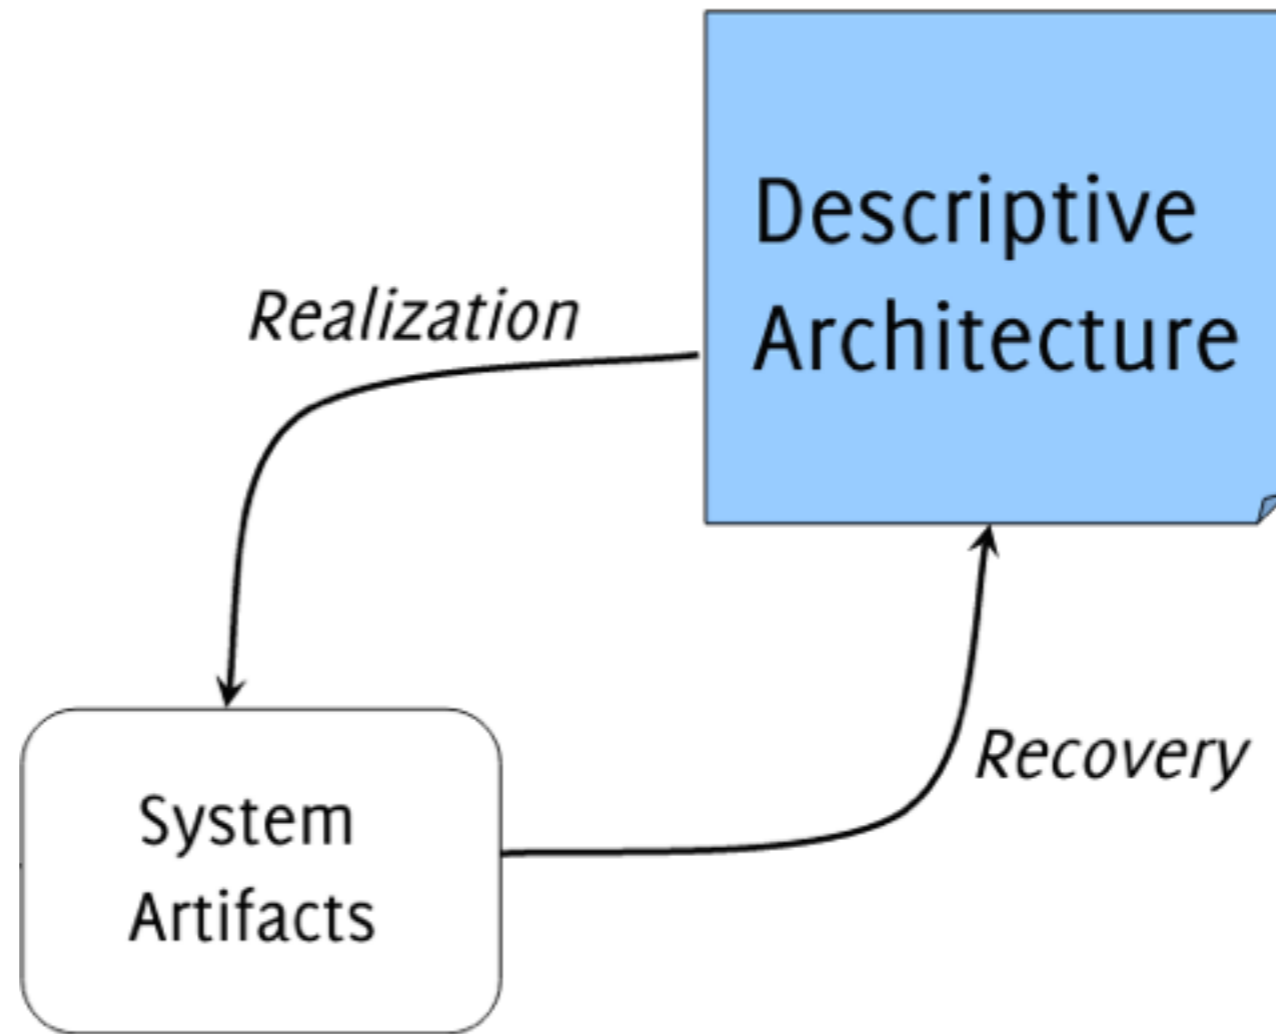 Descriptive
Architecture
Realization
Recovery
System
Artifacts